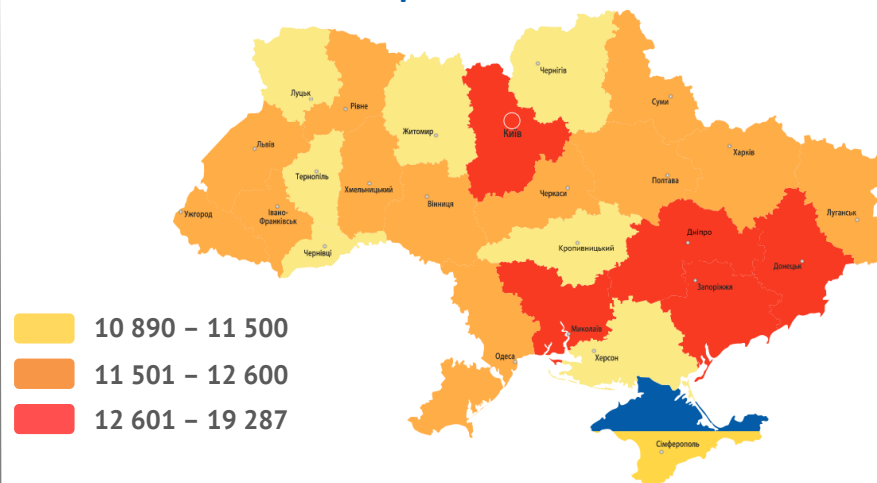 Чернігів
Луцьк
Рівне
Суми
Житомир
Київ
Львів
Харків
Тернопіль
Хмельницький
Полтава
Вінниця
Черкаси
Ужгород
Івано-
Франківськ
Луганськ
Дніпро
Кропивницький
Чернівці
Донецьк
Запоріжжя
10 890 – 11 500
Миколаїв
Одеса
Херсон
11 501 – 12 600
12 601 – 19 287
Сімферополь